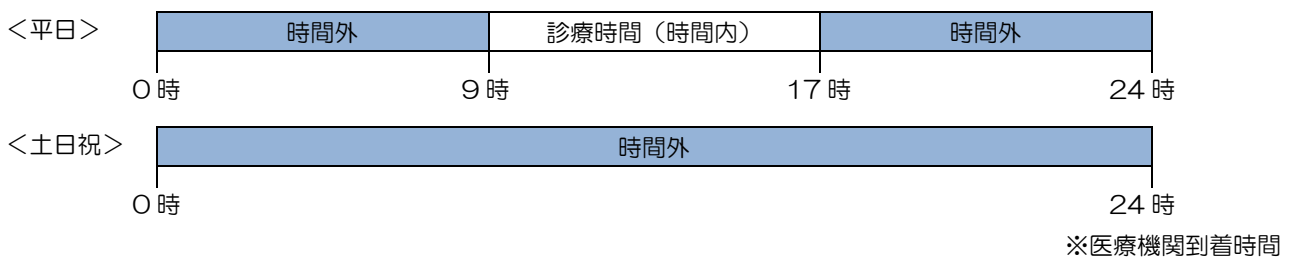 ＜平日＞ 時間外 診療時間（時間内） 時間外
０時 ９時 １７時 ２４時
＜土日祝＞ 時間外
０時 ２４時
※医療機関到着時間